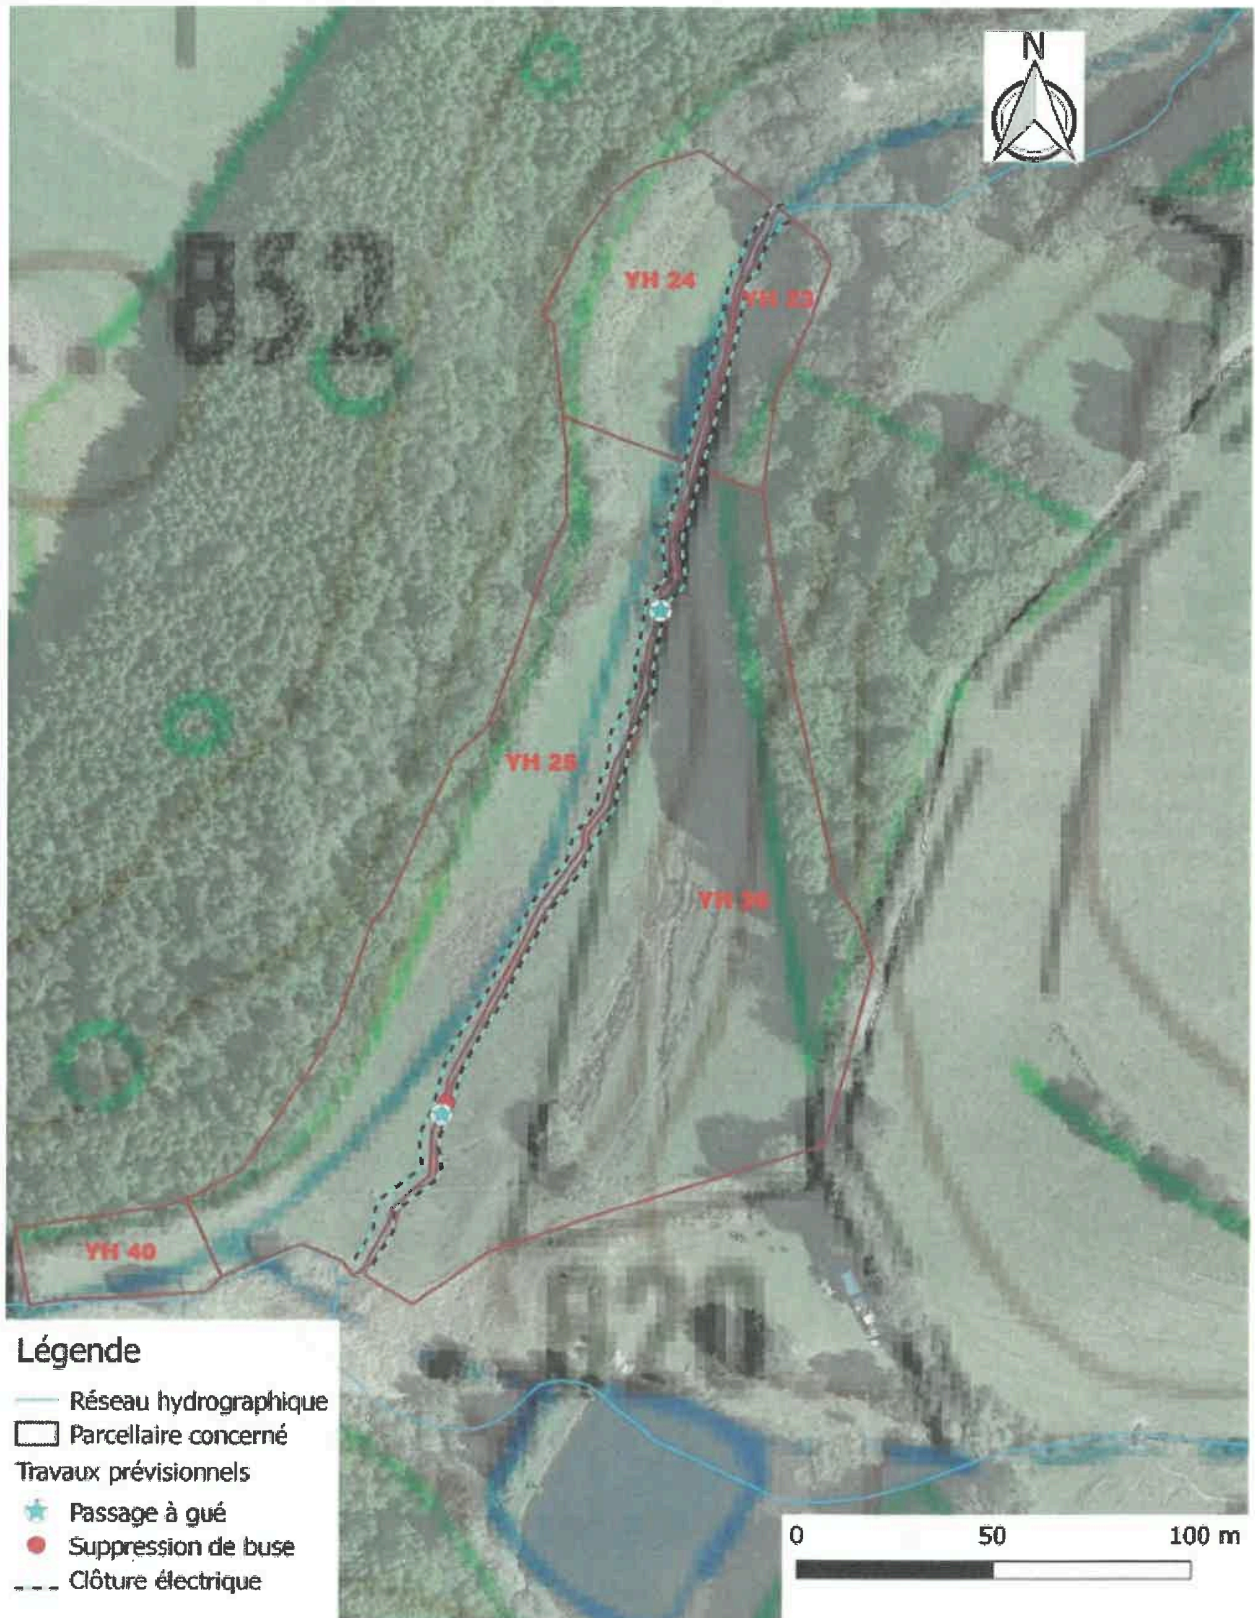 N
852
YH 24
YH 23
YH 25
YH 26
YH 40
820
Légende
Réseau hydrographique
Parcellaire concerné
Travaux prévisionnels
Passage à gué
Suppression de buse
Clôture électrique
0 50 100 m